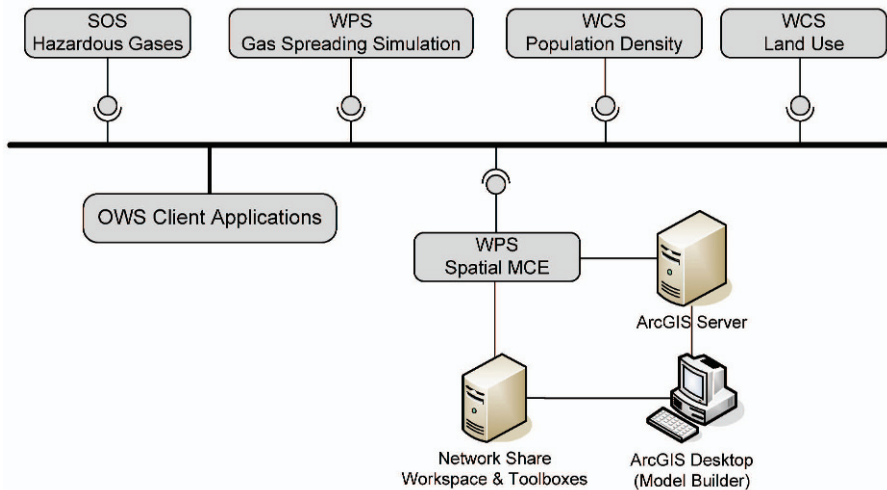 SOS
Hazardous Gases
WPS
Gas Spreading Simulation
WCS
Population Density
WCS
Land Use
OWS Client Applications
WPS
Spatial MCE
ArcGIS Server
Network Share
Workspace & Toolboxes
ArcGIS Desktop
(Model Builder)